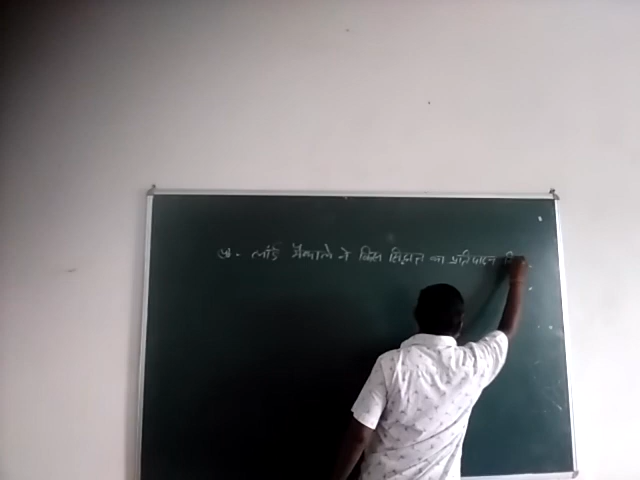 प्र. लार्ड मैकाले ने किस सिद्धान्त का प्रतिपादन